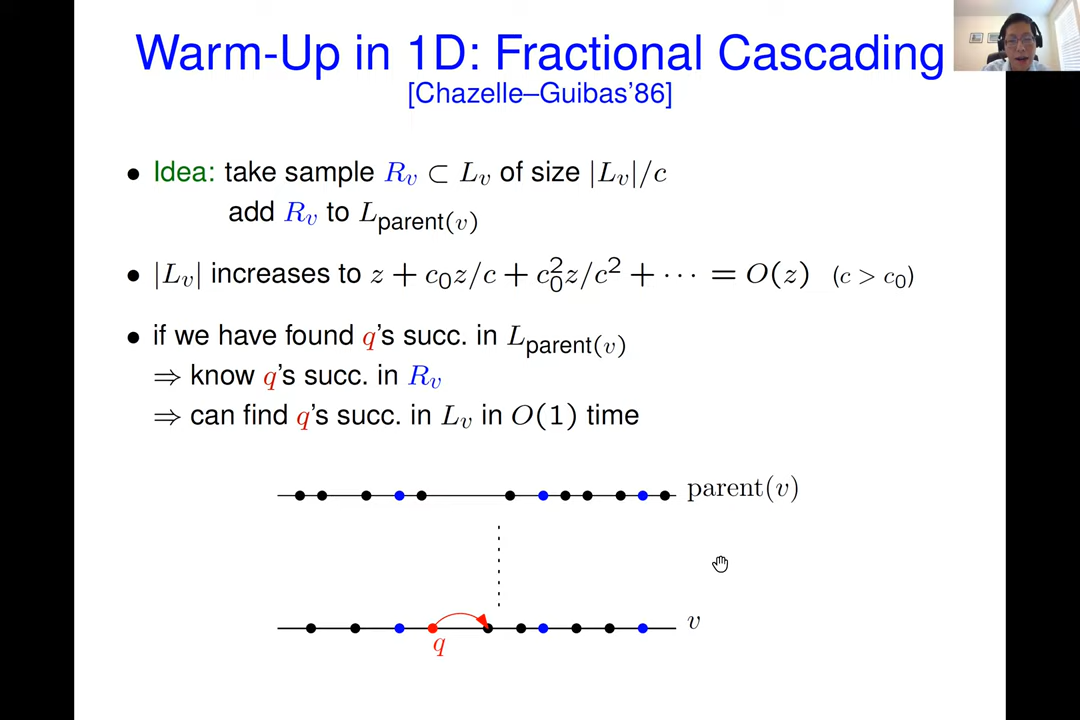 Warm-Up in 1D: Fractional Cascading
[Chazelle–Guibas'86]
• Idea: take sample R_v ⊂ L_v of size |L_v|/c
add R_v to L_parent(v)
• |L_v| increases to z + c_0z/c + c_0^2z/c^2 + ⋯ = O(z) (c > c_0)
• if we have found q's succ. in L_parent(v)
⇒ know q's succ. in R_v
⇒ can find q's succ. in L_v in O(1) time
parent(v)
v
q